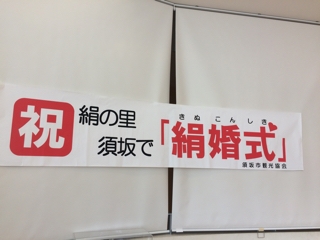 祝
絹の里
須坂で
きぬこんしき
「絹婚式」
須坂市観光協会